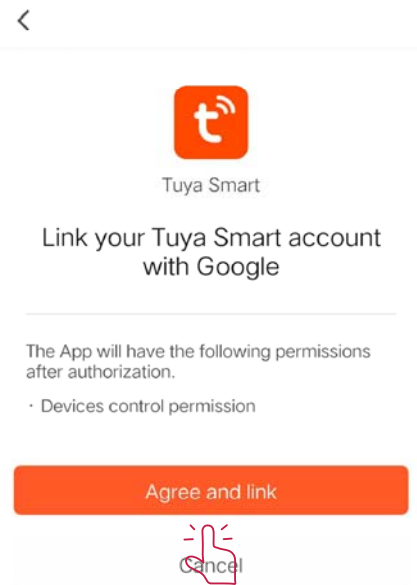 Tuya Smart
Link your Tuya Smart account
with Google
The App will have the following permissions
after authorization.
· Devices control permission
Agree and link
Cancel